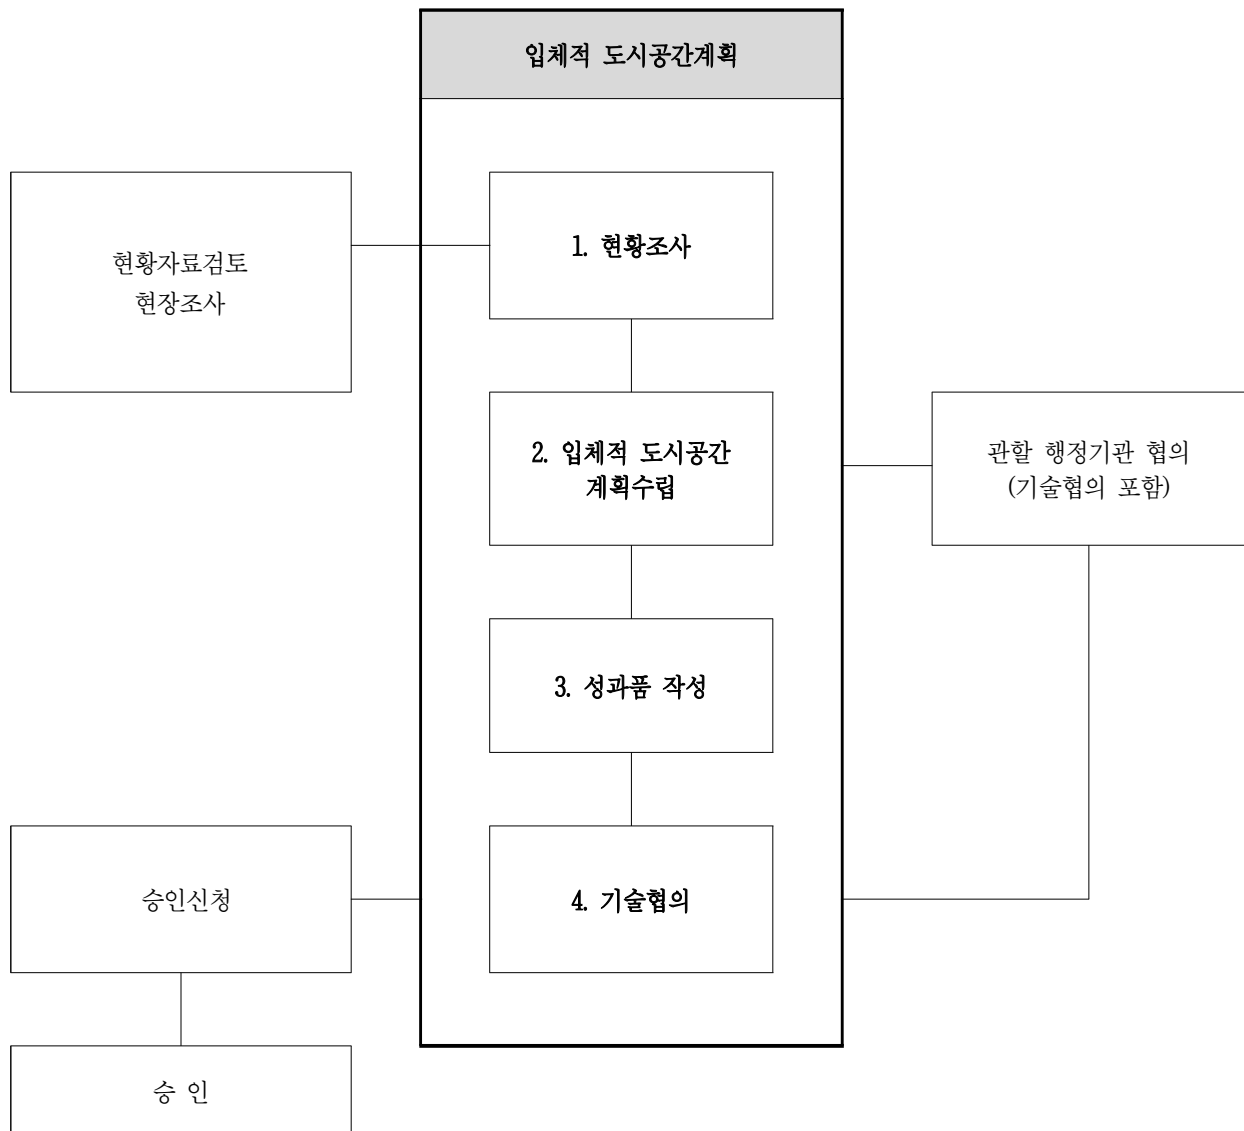 입체적 도시공간계획
현황자료검토
현장조사
1. 현황조사
2. 입체적 도시공간
계획수립
관할 행정기관 협의
(기술협의 포함)
3. 성과품 작성
승인신청
4. 기술협의
승 인